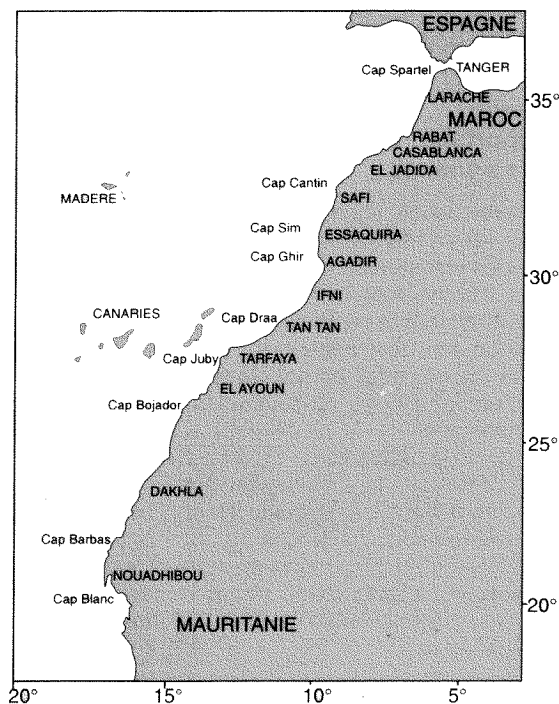 ESPAGNE
Cap Spartel
TANGER
LARACHE
35°
MAROC
RABAT
CASABLANCA
EL JADIDA
Cap Cantin
SAFI
MADERE
Cap Sim
ESSAQUIRA
Cap Ghir
AGADIR
30°
IFNI
CANARIES
Cap Draa
TAN TAN
Cap Juby
TARFAYA
EL AYOUN
Cap Bojador
25°
DAKHLA
Cap Barbas
NOUADHIBOU
Cap Blanc
20°
MAURITANIE
20°
15°
10°
5°